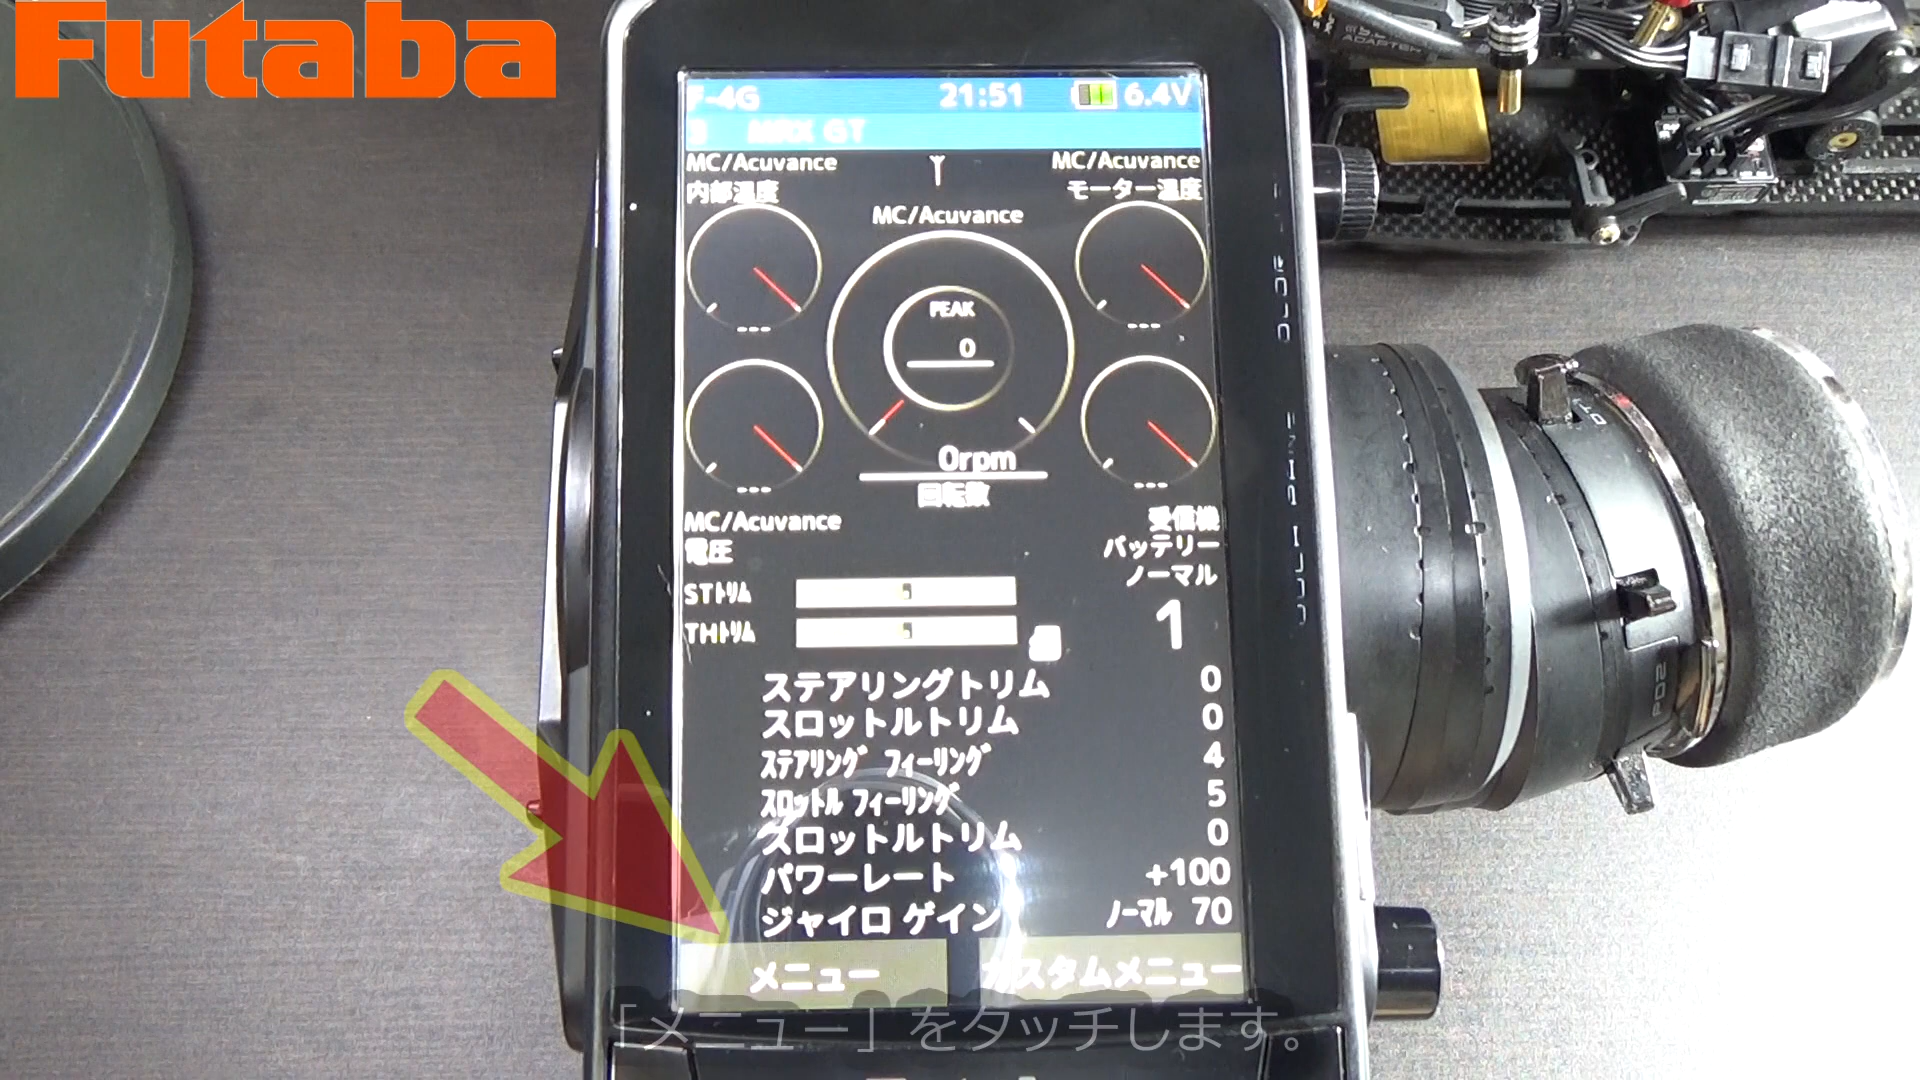 Futaba
F-4G 21:51 6.4V
3 MRX GT
MC/Acuvance MC/Acuvance
内部温度 モーター温度
MC/Acuvance
PEAK
0
---
---
0rpm
---
---
回転数
MC/Acuvance 受信機
電圧 バッテリー
ノーマル
STﾄﾘﾑ
THﾄﾘﾑ 1
ステアリングトリム 0
スロットルトリム 0
ｽﾃｱﾘﾝｸﾞ ﾌｨｰﾘﾝｸﾞ 4
ｽﾛｯﾄﾙ ﾌｨｰﾘﾝｸﾞ 5
スロットルトリム 0
パワーレート +100
ジャイロ ゲイン ﾉｰﾏﾙ 70
メニュー カスタムメニュー
「メニュー」をタッチします。
ADAPTER
DT1
PD2